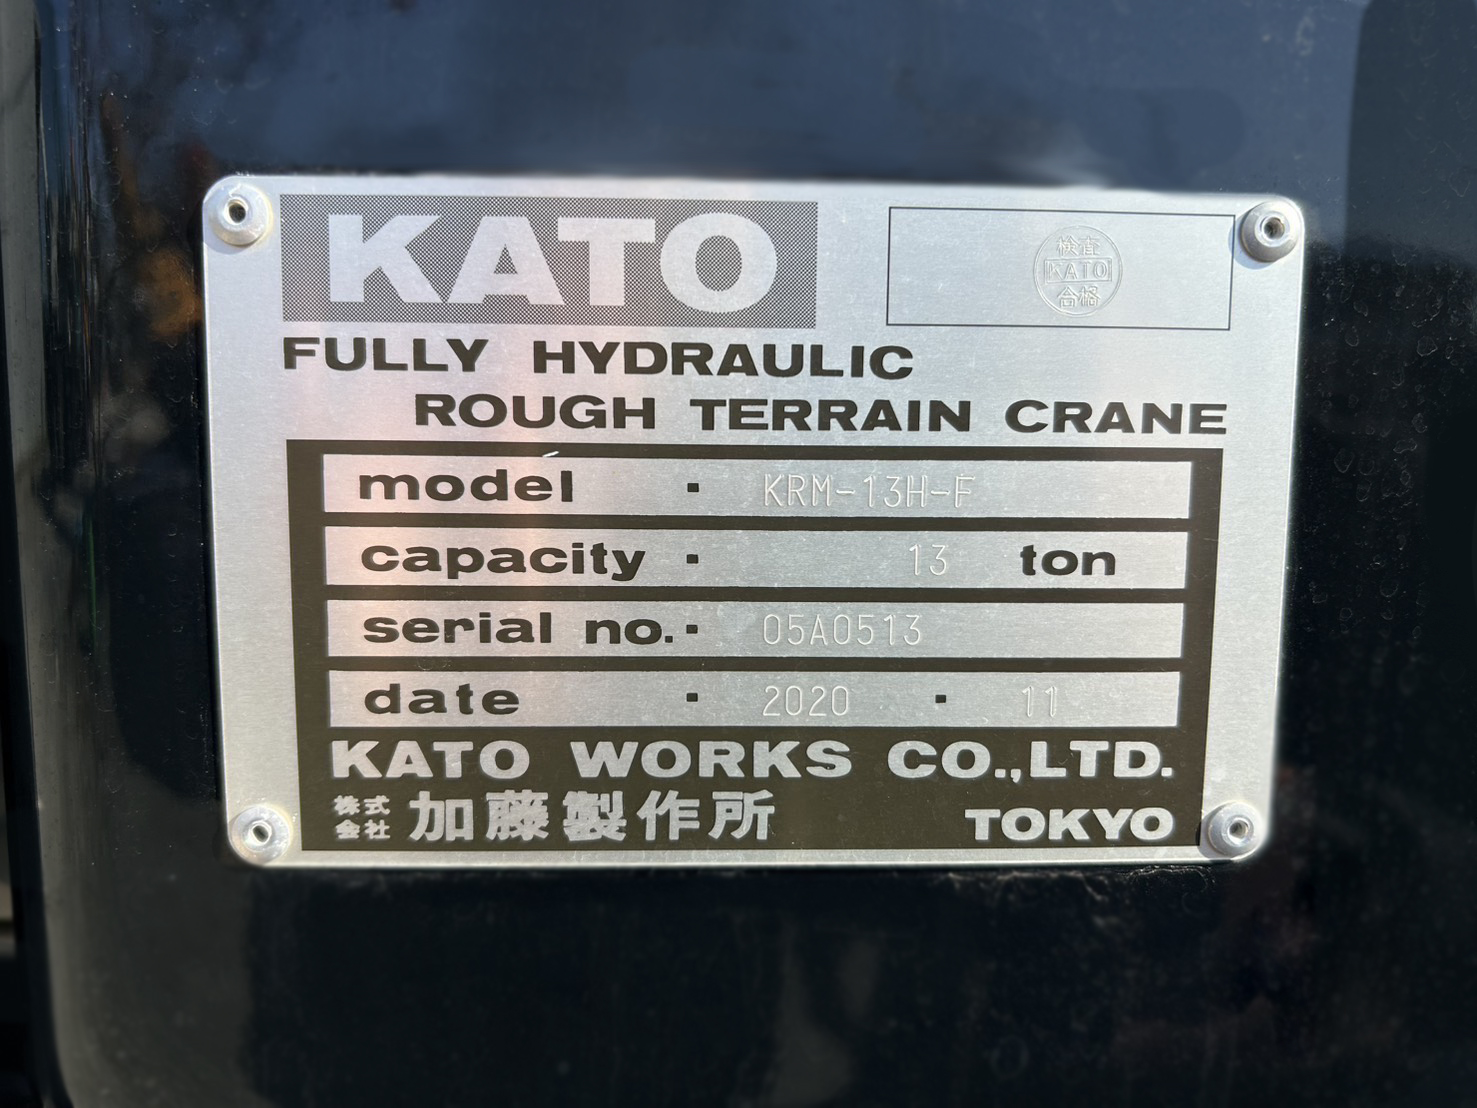 KATO
検査
KATO
合格
FULLY HYDRAULIC
ROUGH TERRAIN CRANE
model · KRM-13H-F
capacity · 13 ton
serial no. · 05A0513
date · 2020 · 11
KATO WORKS CO.,LTD.
株式会社 加藤製作所 TOKYO